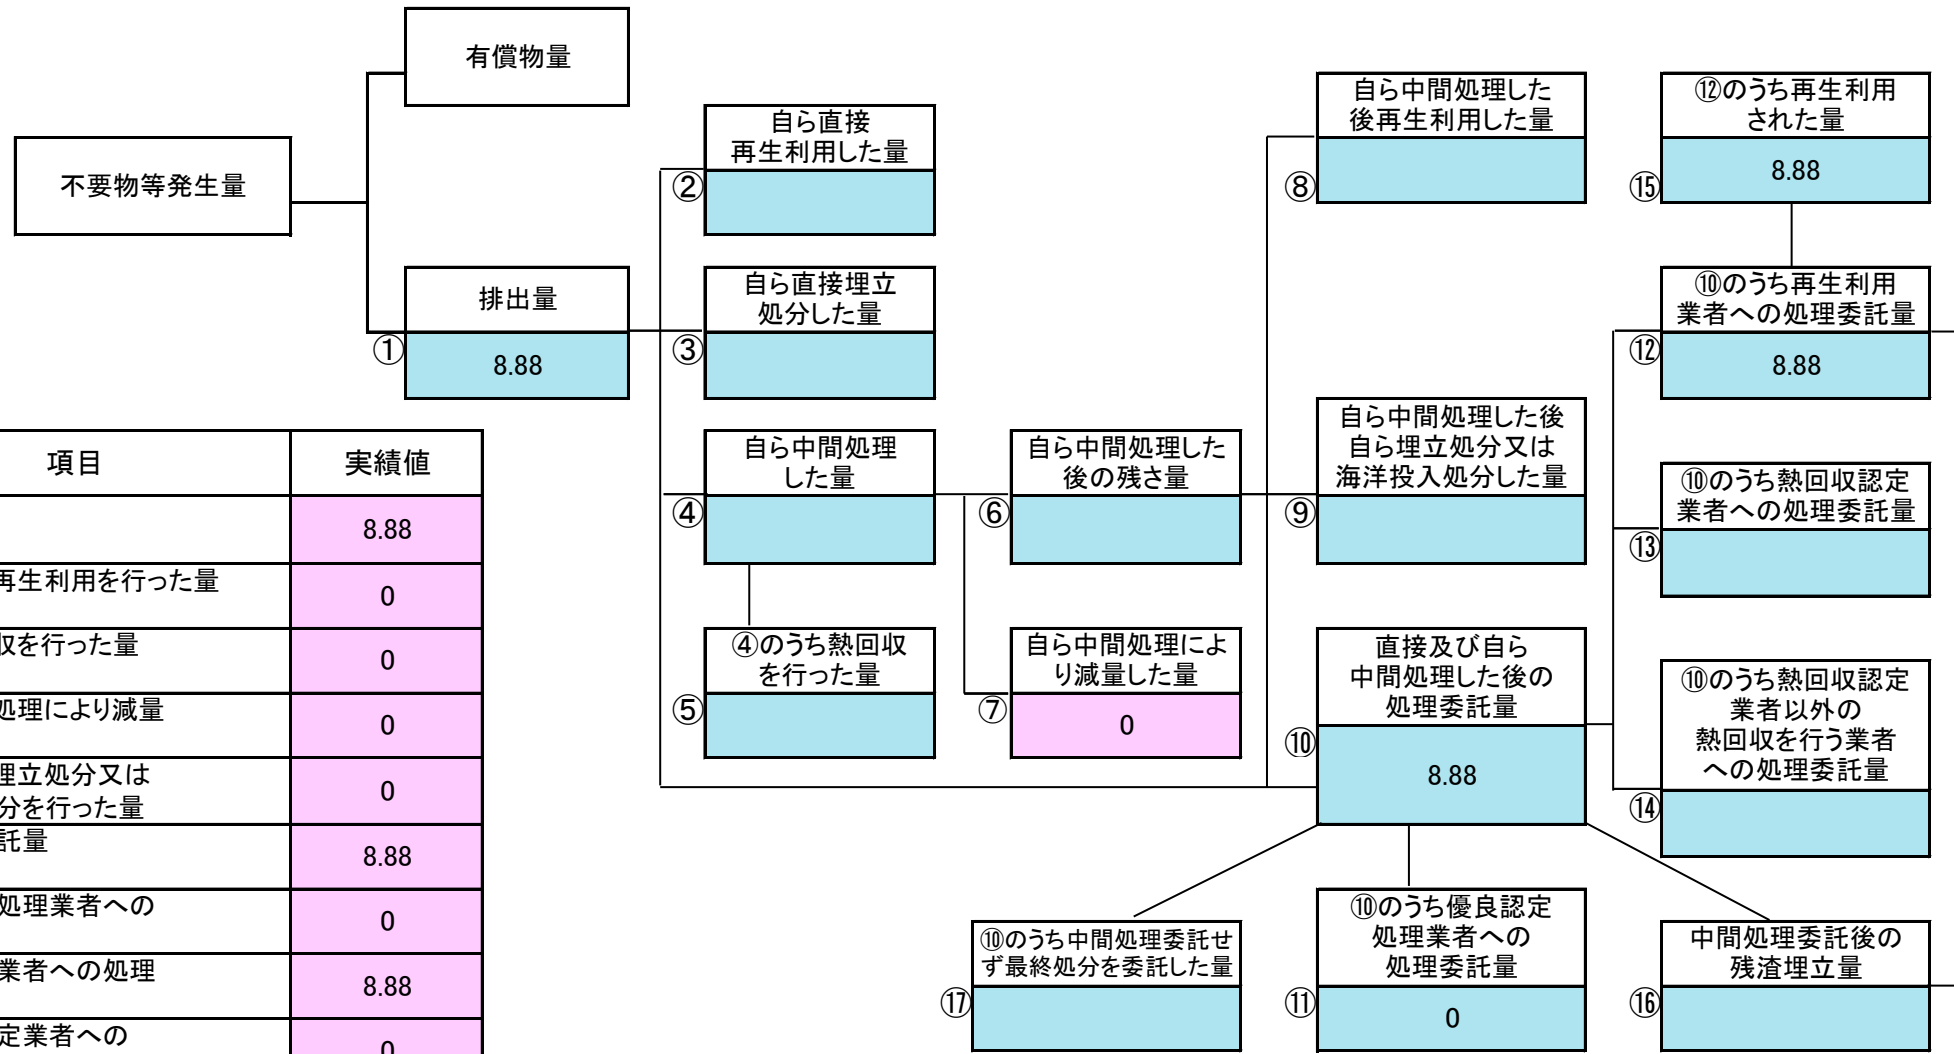 有償物量
不要物等発生量
排出量
①
8.88
自ら直接
再生利用した量
②
自ら直接埋立
処分した量
③
自ら中間処理
した量
④
④のうち熱回収
を行った量
⑤
自ら中間処理した
後の残さ量
⑥
自ら中間処理によ
り減量した量
⑦
0
自ら中間処理した
後再生利用した量
⑧
自ら中間処理した後
自ら埋立処分又は
海洋投入処分した量
⑨
直接及び自ら
中間処理した後の
処理委託量
⑩
8.88
⑫のうち再生利用
された量
⑮
8.88
⑩のうち再生利用
業者への処理委託量
⑫
8.88
⑩のうち熱回収認定
業者への処理委託量
⑬
⑩のうち熱回収認定
業者以外の
熱回収を行う業者
への処理委託量
⑭
⑩のうち中間処理委託せ
ず最終処分を委託した量
⑰
⑩のうち優良認定
処理業者への
処理委託量
⑪
0
中間処理委託後の
残渣埋立量
⑯
項目 実績値
8.88
再生利用を行った量 0
収を行った量 0
処理により減量 0
埋立処分又は
分を行った量 0
託量 8.88
処理業者への 0
業者への処理 8.88
定業者への 0